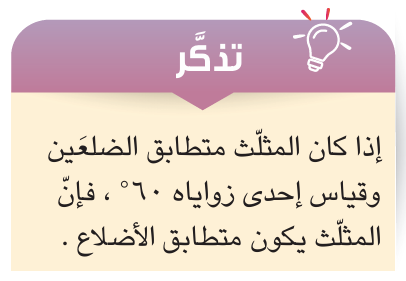 تذكَّر
إذا كان المثلّث متطابق الضلعَين
وقياس إحدى زواياه ٦٠° ، فإنّ
المثلّث يكون متطابق الأضلاع .